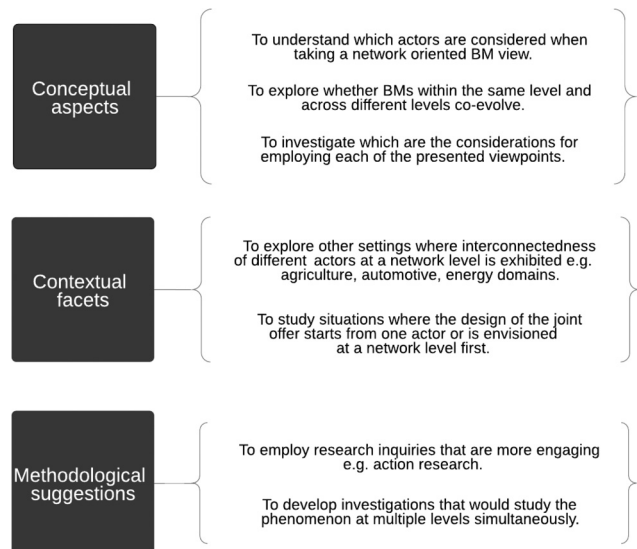 Conceptual
aspects
To understand which actors are considered when
taking a network oriented BM view.
To explore whether BMs within the same level and
across different levels co-evolve.
To investigate which are the considerations for
employing each of the presented viewpoints.
Contextual
facets
To explore other settings where interconnectedness
of different actors at a network level is exhibited e.g.
agriculture, automotive, energy domains.
To study situations where the design of the joint
offer starts from one actor or is envisioned
at a network level first.
Methodological
suggestions
To employ research inquiries that are more engaging
e.g. action research.
To develop investigations that would study the
phenomenon at multiple levels simultaneously.